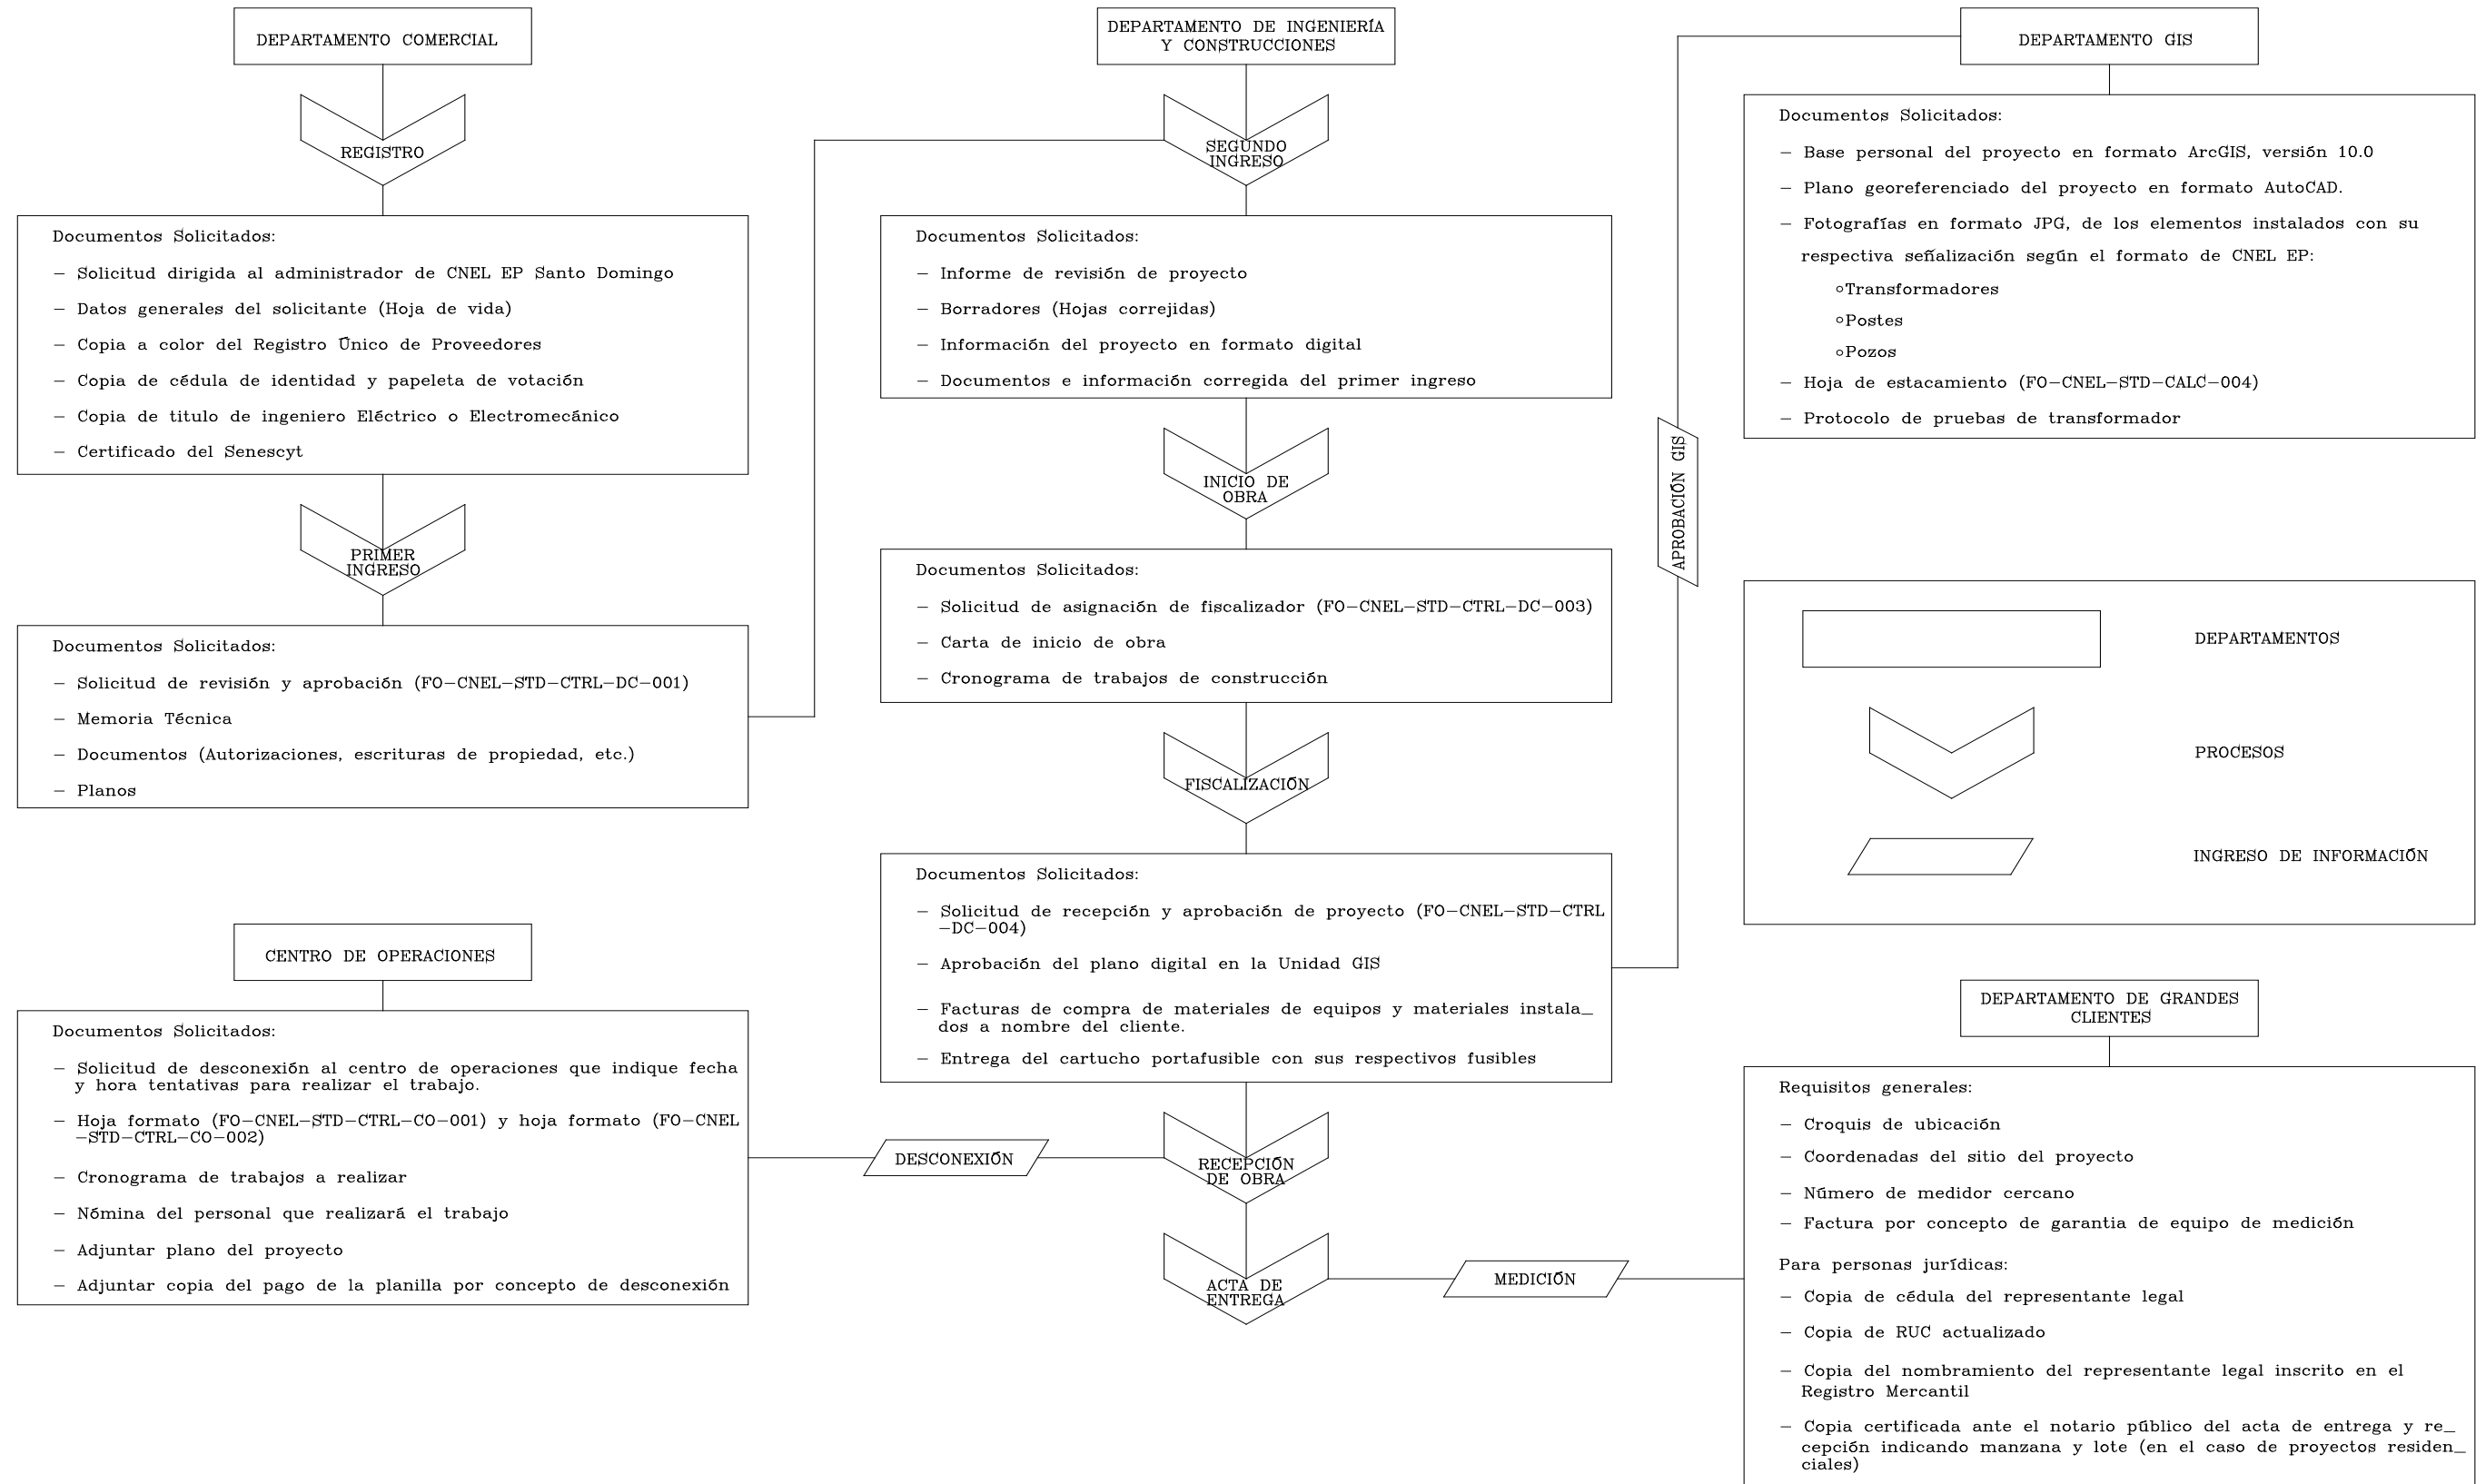 DEPARTAMENTO COMERCIAL
REGISTRO
Documentos Solicitados:
- Solicitud dirigida al administrador de CNEL EP Santo Domingo
- Datos generales del solicitante (Hoja de vida)
- Copia a color del Registro Único de Proveedores
- Copia de cédula de identidad y papeleta de votación
- Copia de titulo de ingeniero Eléctrico o Electromecánico
- Certificado del Senescyt
PRIMER
INGRESO
Documentos Solicitados:
- Solicitud de revisión y aprobación (FO-CNEL-STD-CTRL-DC-001)
- Memoria Técnica
- Documentos (Autorizaciones, escrituras de propiedad, etc.)
- Planos
CENTRO DE OPERACIONES
Documentos Solicitados:
- Solicitud de desconexión al centro de operaciones que indique fecha
y hora tentativas para realizar el trabajo.
- Hoja formato (FO-CNEL-STD-CTRL-CO-001) y hoja formato (FO-CNEL
-STD-CTRL-CO-002)
- Cronograma de trabajos a realizar
- Nómina del personal que realizará el trabajo
- Adjuntar plano del proyecto
- Adjuntar copia del pago de la planilla por concepto de desconexión
DEPARTAMENTO DE INGENIERÍA
Y CONSTRUCCIONES
SEGUNDO
INGRESO
Documentos Solicitados:
- Informe de revisión de proyecto
- Borradores (Hojas correjidas)
- Información del proyecto en formato digital
- Documentos e información corregida del primer ingreso
INICIO DE
OBRA
Documentos Solicitados:
- Solicitud de asignación de fiscalizador (FO-CNEL-STD-CTRL-DC-003)
- Carta de inicio de obra
- Cronograma de trabajos de construcción
FISCALIZACIÓN
Documentos Solicitados:
- Solicitud de recepción y aprobación de proyecto (FO-CNEL-STD-CTRL
-DC-004)
- Aprobación del plano digital en la Unidad GIS
- Facturas de compra de materiales de equipos y materiales instala_
dos a nombre del cliente.
- Entrega del cartucho portafusible con sus respectivos fusibles
DESCONEXIÓN
RECEPCIÓN
DE OBRA
ACTA DE
ENTREGA
MEDICIÓN
APROBACIÓN GIS
DEPARTAMENTO GIS
Documentos Solicitados:
- Base personal del proyecto en formato ArcGIS, versión 10.0
- Plano georeferenciado del proyecto en formato AutoCAD.
- Fotografías en formato JPG, de los elementos instalados con su
respectiva señalización según el formato de CNEL EP:
°Transformadores
°Postes
°Pozos
- Hoja de estacamiento (FO-CNEL-STD-CALC-004)
- Protocolo de pruebas de transformador
DEPARTAMENTOS
PROCESOS
INGRESO DE INFORMACIÓN
DEPARTAMENTO DE GRANDES
CLIENTES
Requisitos generales:
- Croquis de ubicación
- Coordenadas del sitio del proyecto
- Número de medidor cercano
- Factura por concepto de garantia de equipo de medición
Para personas jurídicas:
- Copia de cédula del representante legal
- Copia de RUC actualizado
- Copia del nombramiento del representante legal inscrito en el
Registro Mercantil
- Copia certificada ante el notario público del acta de entrega y re_
cepción indicando manzana y lote (en el caso de proyectos residen_
ciales)